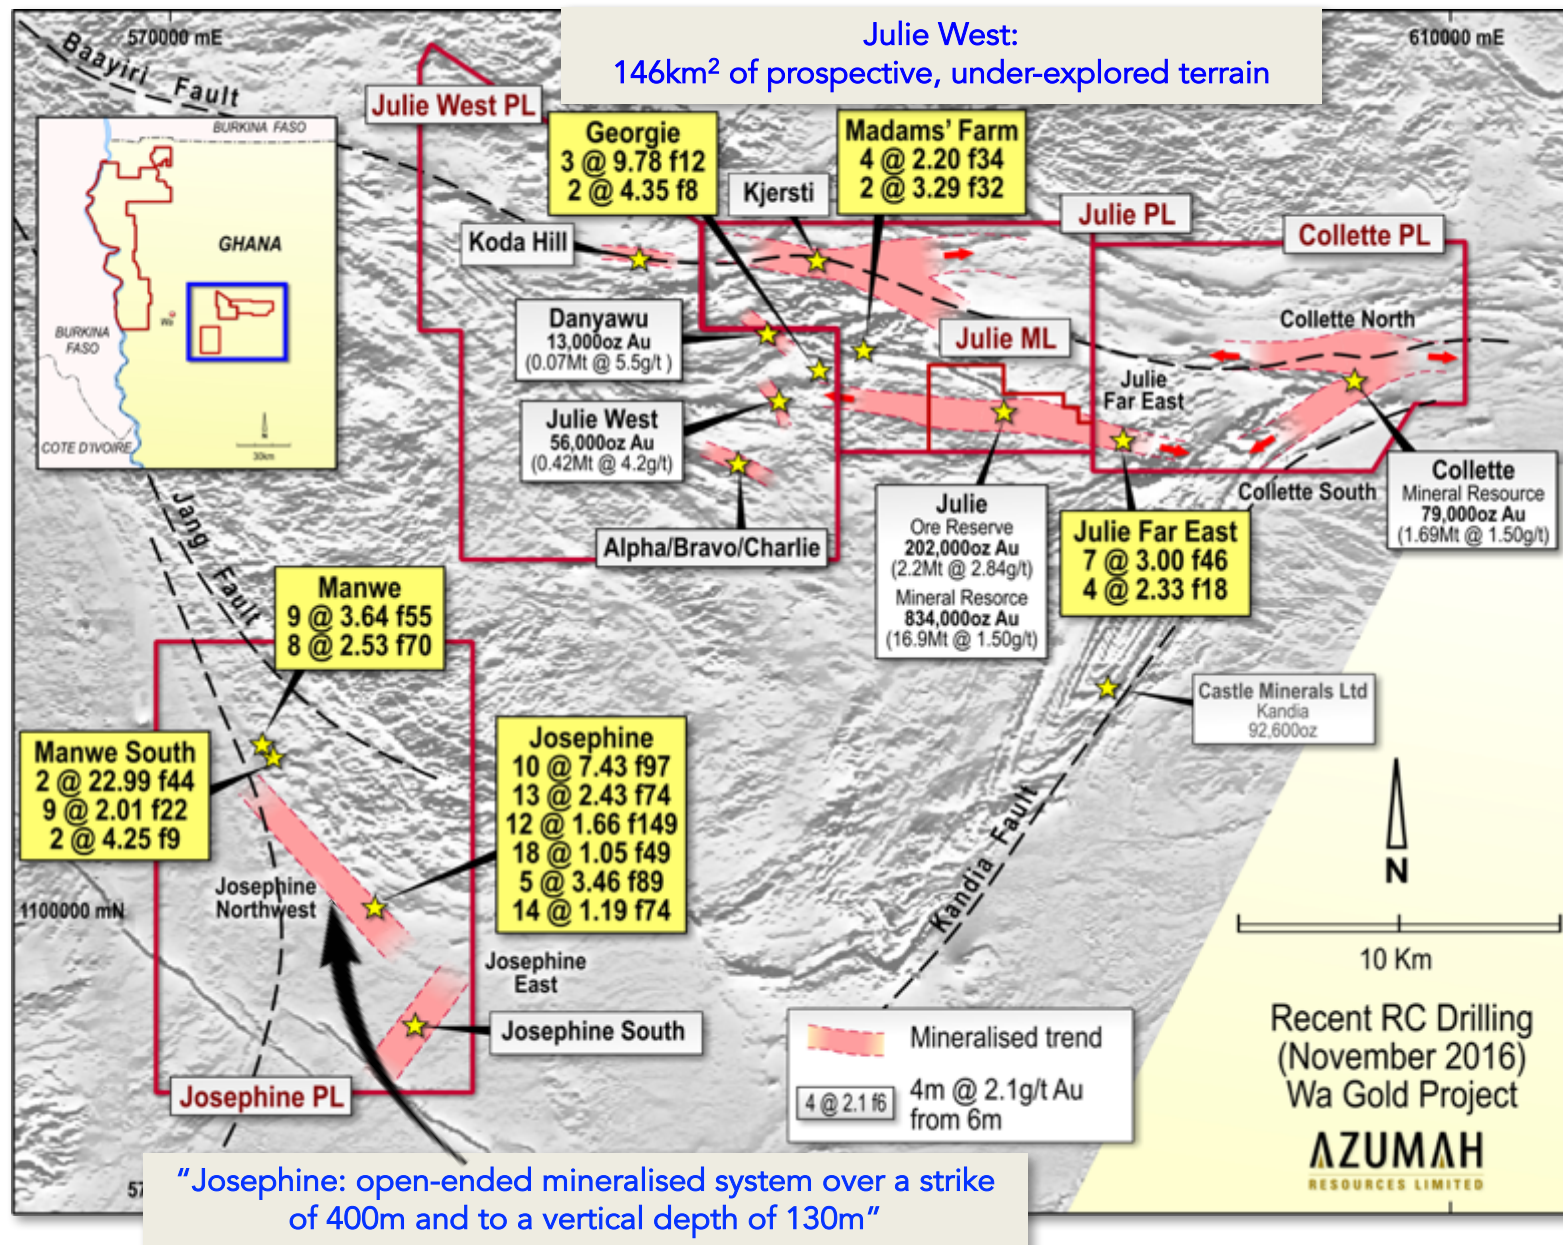 570000 mE
Julie West:
146km² of prospective, under-explored terrain
610000 mE
Baayiri Fault
Julie West PL
BURKINA FASO
GHANA
Wa
BURKINA
FASO
COTE D'IVOIRE
N
30km
Georgie
3 @ 9.78 f12
2 @ 4.35 f8
Kjersti
Madams' Farm
4 @ 2.20 f34
2 @ 3.29 f32
Julie PL
Collette PL
Koda Hill
Danyawu
13,000oz Au
(0.07Mt @ 5.5g/t )
Julie ML
Collette North
Julie
Far East
Julie West
56,000oz Au
(0.42Mt @ 4.2g/t)
Alpha/Bravo/Charlie
Julie
Ore Reserve
202,000oz Au
(2.2Mt @ 2.84g/t)
Mineral Resorce
834,000oz Au
(16.9Mt @ 1.50g/t)
Julie Far East
7 @ 3.00 f46
4 @ 2.33 f18
Collette South
Collette
Mineral Resource
79,000oz Au
(1.69Mt @ 1.50g/t)
Jang Fault
Manwe
9 @ 3.64 f55
8 @ 2.53 f70
Castle Minerals Ltd
Kandia
92,600oz
Manwe South
2 @ 22.99 f44
9 @ 2.01 f22
2 @ 4.25 f9
Josephine
10 @ 7.43 f97
13 @ 2.43 f74
12 @ 1.66 f149
18 @ 1.05 f49
5 @ 3.46 f89
14 @ 1.19 f74
Kandia Fault
Josephine
Northwest
1100000 mN
N
10 Km
Josephine
East
Josephine South
Josephine PL
Mineralised trend
4 @ 2.1 f6
4m @ 2.1g/t Au
from 6m
Recent RC Drilling
(November 2016)
Wa Gold Project
AZUMAH
RESOURCES LIMITED
57
"Josephine: open-ended mineralised system over a strike
of 400m and to a vertical depth of 130m"